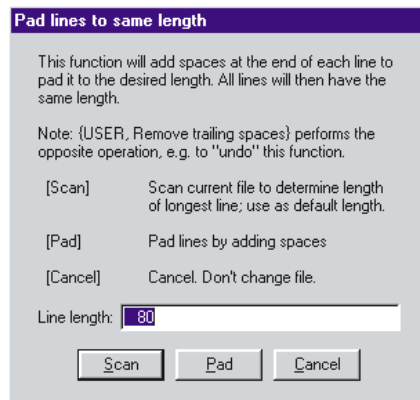 Pad lines to same length
This function will add spaces at the end of each line to
pad it to the desired length. All lines will then have the
same length.
Note: {USER, Remove trailing spaces} performs the
opposite operation, e.g. to "undo" this function.
[Scan] Scan current file to determine length
of longest line; use as default length.
[Pad] Pad lines by adding spaces
[Cancel] Cancel. Don't change file.
Line length: 80
Scan Pad Cancel